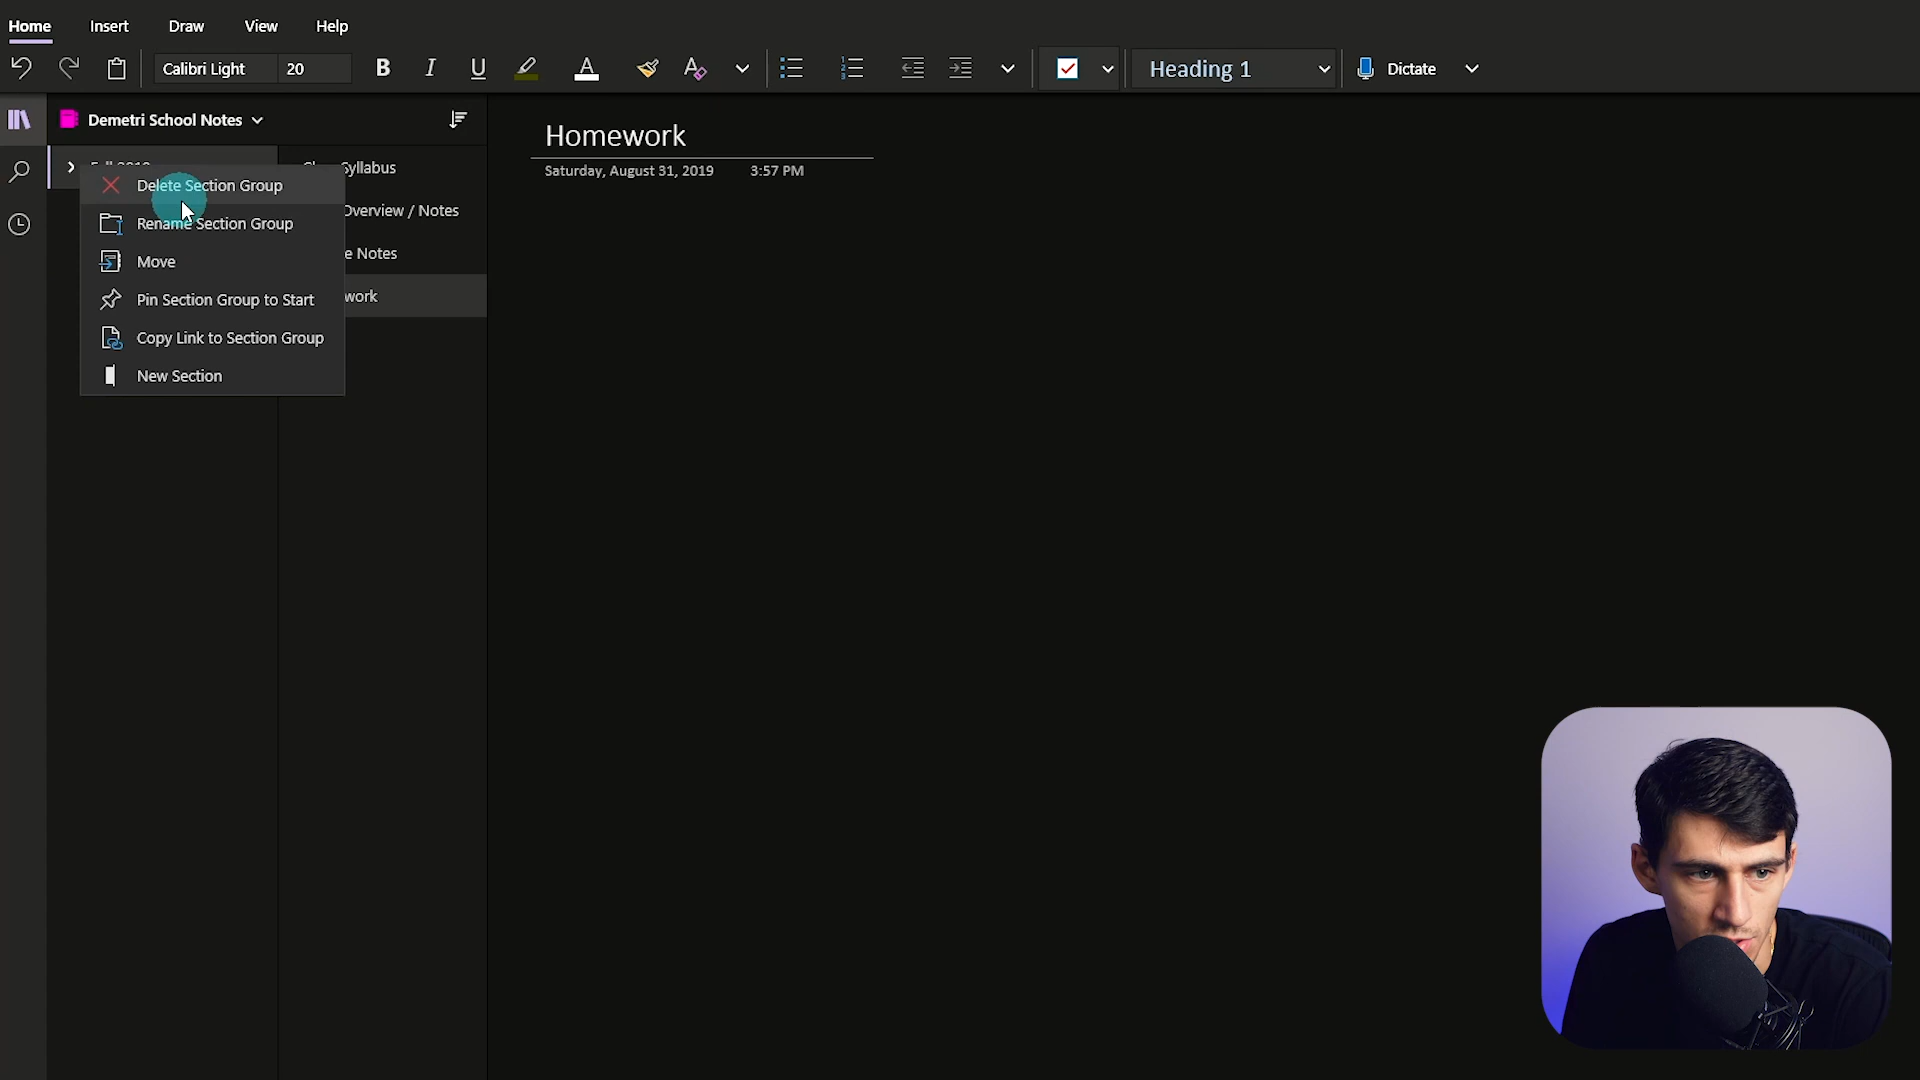 Home Insert Draw View Help
Calibri Light 20 B I U A Heading 1 Dictate
Demetri School Notes
Syllabus
Delete Section Group
Overview / Notes
Rename Section Group
Notes
Move
Pin Section Group to Start
work
Copy Link to Section Group
New Section
Homework
Saturday, August 31, 2019 3:57 PM